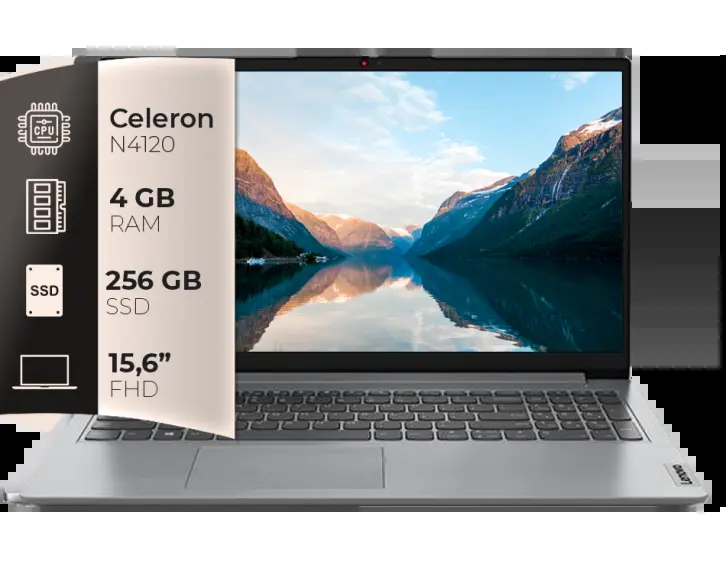 CPU
Celeron
N4120
4 GB
RAM
SSD
256 GB
SSD
15,6”
FHD
Lenovo